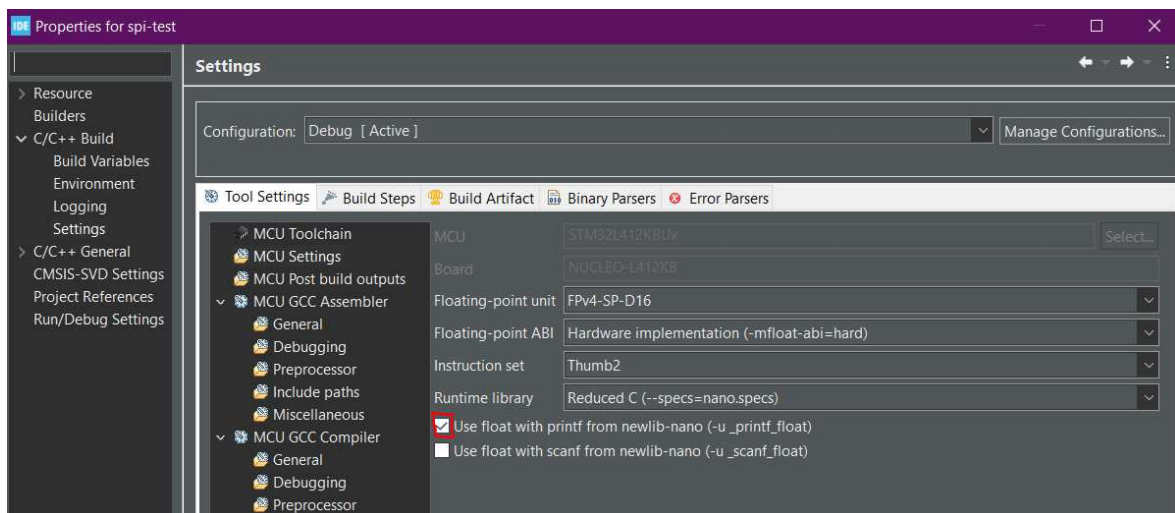 IDE Properties for spi-test
Settings
Resource
Builders
C/C++ Build
Build Variables
Environment
Logging
Settings
C/C++ General
CMSIS-SVD Settings
Project References
Run/Debug Settings
Configuration: Debug [ Active ]
Manage Configurations...
Tool Settings Build Steps Build Artifact Binary Parsers Error Parsers
MCU Toolchain
MCU Settings
MCU Post build outputs
MCU GCC Assembler
General
Debugging
Preprocessor
Include paths
Miscellaneous
MCU GCC Compiler
General
Debugging
Preprocessor
MCU STM32L412KBUx Select...
Board NUCLEO-L412KB
Floating-point unit FPv4-SP-D16
Floating-point ABI Hardware implementation (-mfloat-abi=hard)
Instruction set Thumb2
Runtime library Reduced C (--specs=nano.specs)
Use float with printf from newlib-nano (-u _printf_float)
Use float with scanf from newlib-nano (-u _scanf_float)